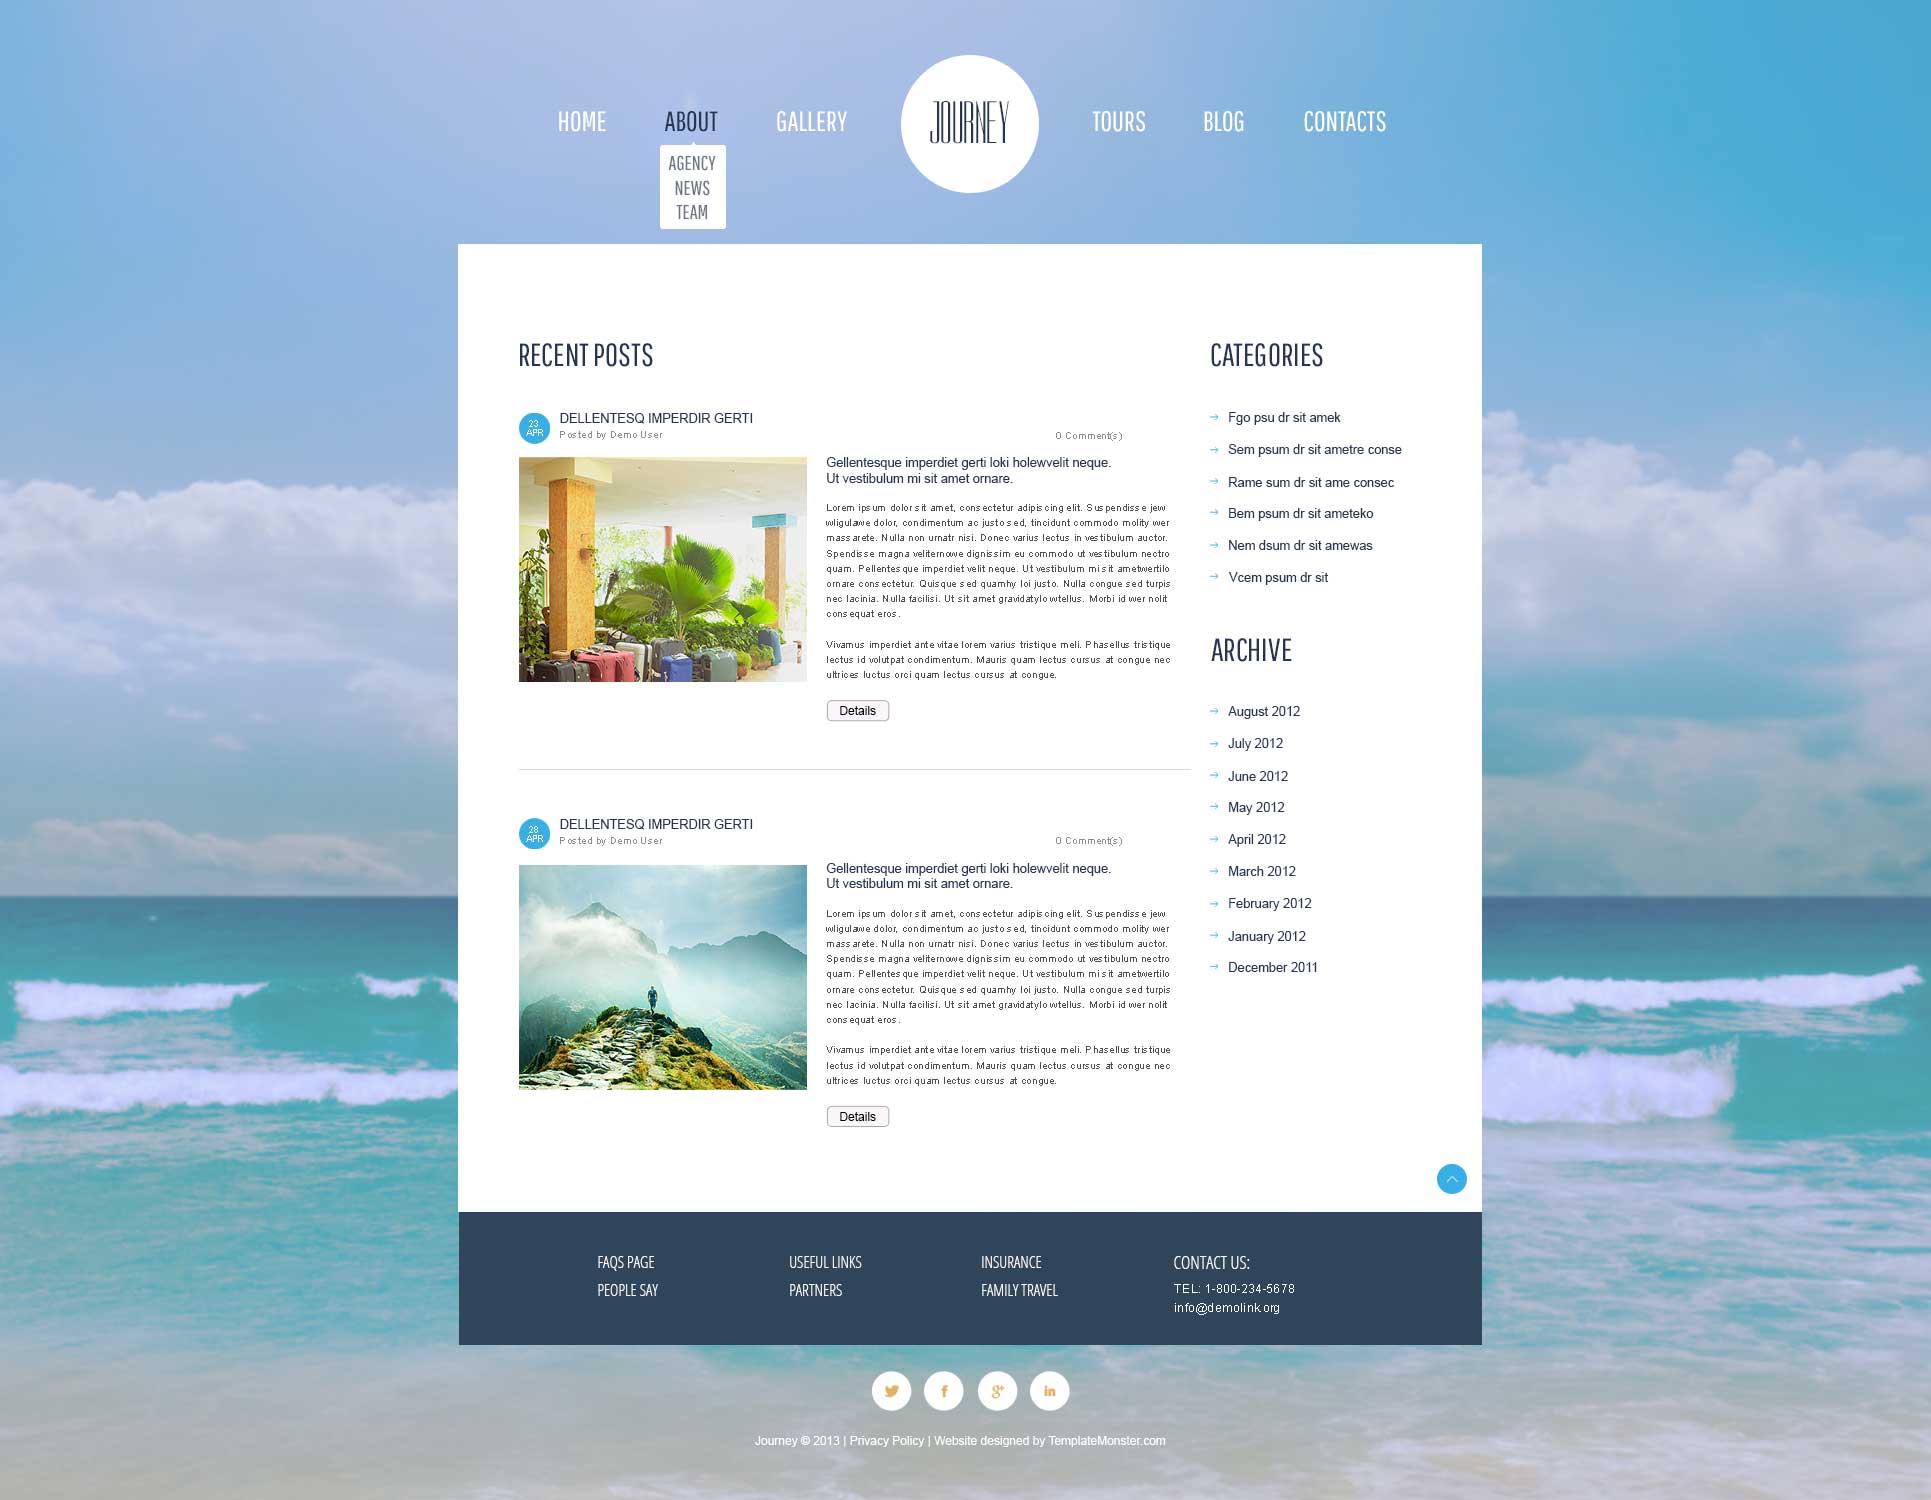 HOME
ABOUT
GALLERY
JOURNEY
TOURS
BLOG
CONTACTS
AGENCY
NEWS
TEAM
RECENT POSTS
23
APR
DELLENTESQ IMPERDIR GERTI
Posted by Demo User
0 Comment(s)
Gellentesque imperdiet gerti loki holewvelit neque.
Ut vestibulum mi sit amet ornare.
Lorem ipsum dolor sit amet, consectetur adipiscing elit. Suspendisse jew
wligulawe dolor, condimentum ac justo sed, tincidunt commodo molity wer
massarete. Nulla non urnatr nisi. Donec varius lectus in vestibulum auctor.
Spendisse magna veliternowe dignissim eu commodo ut vestibulum nectro
quam. Pellentesque imperdiet velit neque. Ut vestibulum mi sit ametwertilo
ornare consectetur. Quisque sed quamhy loi justo. Nulla congue sed turpis
nec lacinia. Nulla facilisi. Ut sit amet gravidatylo wtellus. Morbi id wer nolit
consequat eros.
Vivamus imperdiet ante vitae lorem varius tristique meli. Phasellus tristique
lectus id volutpat condimentum. Mauris quam lectus cursus at congue nec
ultrices luctus orci quam lectus cursus at congue.
Details
28
APR
DELLENTESQ IMPERDIR GERTI
Posted by Demo User
0 Comment(s)
Gellentesque imperdiet gerti loki holewvelit neque.
Ut vestibulum mi sit amet ornare.
Lorem ipsum dolor sit amet, consectetur adipiscing elit. Suspendisse jew
wligulawe dolor, condimentum ac justo sed, tincidunt commodo molity wer
massarete. Nulla non urnatr nisi. Donec varius lectus in vestibulum auctor.
Spendisse magna veliternowe dignissim eu commodo ut vestibulum nectro
quam. Pellentesque imperdiet velit neque. Ut vestibulum mi sit ametwertilo
ornare consectetur. Quisque sed quamhy loi justo. Nulla congue sed turpis
nec lacinia. Nulla facilisi. Ut sit amet gravidatylo wtellus. Morbi id wer nolit
consequat eros.
Vivamus imperdiet ante vitae lorem varius tristique meli. Phasellus tristique
lectus id volutpat condimentum. Mauris quam lectus cursus at congue nec
ultrices luctus orci quam lectus cursus at congue.
Details
CATEGORIES
Fgo psu dr sit amek
Sem psum dr sit ametre conse
Rame sum dr sit ame consec
Bem psum dr sit ameteko
Nem dsum dr sit amewas
Vcem psum dr sit
ARCHIVE
August 2012
July 2012
June 2012
May 2012
April 2012
March 2012
February 2012
January 2012
December 2011
FAQS PAGE
PEOPLE SAY
USEFUL LINKS
PARTNERS
INSURANCE
FAMILY TRAVEL
CONTACT US:
TEL: 1-800-234-5678
info@demolink.org
Journey © 2013 | Privacy Policy | Website designed by TemplateMonster.com